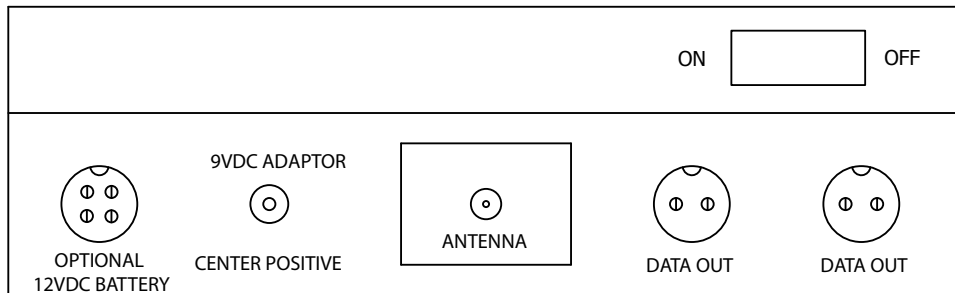 ON
OFF
9VDC ADAPTOR
OPTIONAL
12VDC BATTERY
CENTER POSITIVE
ANTENNA
DATA OUT
DATA OUT